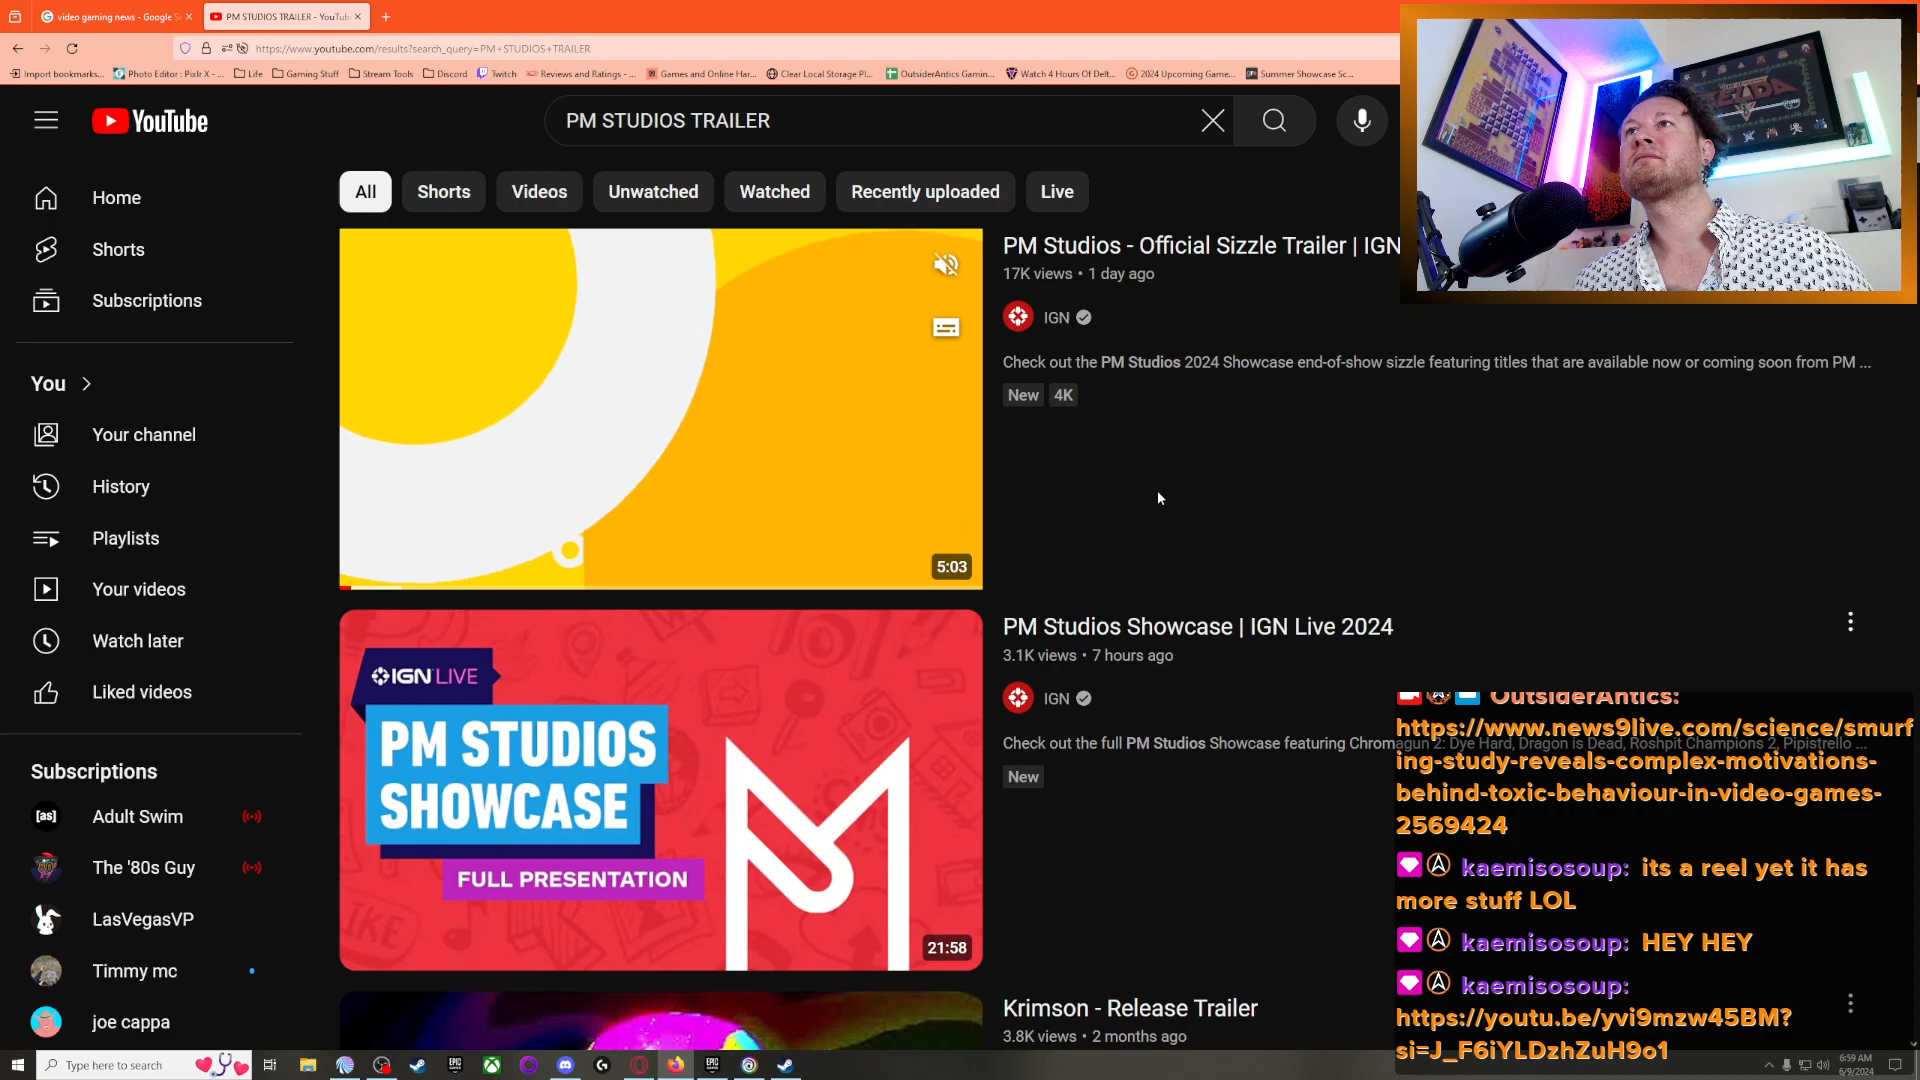 video gaming news - Google Se
PM STUDIOS TRAILER - YouTube
https://www.youtube.com/results?search_query=PM+STUDIOS+TRAILER
Import bookmarks...
Photo Editor : Pixlr X - ...
Life
Gaming Stuff
Stream Tools
Discord
Twitch
Reviews and Ratings - ...
Games and Online Har...
Clear Local Storage Pl...
OutsiderAntics Gamin...
Watch 4 Hours Of Delt...
2024 Upcoming Game...
Summer Showcase Sc...
YouTube
PM STUDIOS TRAILER
Home
Shorts
Subscriptions
You
Your channel
History
Playlists
Your videos
Watch later
Liked videos
Subscriptions
[as] Adult Swim
The '80s Guy
LasVegasVP
Timmy mc
joe cappa
All
Shorts
Videos
Unwatched
Watched
Recently uploaded
Live
5:03
PM Studios - Official Sizzle Trailer | IGN
17K views • 1 day ago
IGN
Check out the PM Studios 2024 Showcase end-of-show sizzle featuring titles that are available now or coming soon from PM ...
New
4K
IGN LIVE
PM STUDIOS
SHOWCASE
FULL PRESENTATION
21:58
PM Studios Showcase | IGN Live 2024
3.1K views • 7 hours ago
IGN
Check out the full PM Studios Showcase featuring Chromagun 2: Dye Hard, Dragon is Dead, Roshpit Champions 2, Pipistrello ...
New
Krimson - Release Trailer
3.8K views • 2 months ago
OutsiderAntics:
https://www.news9live.com/science/smurf
ing-study-reveals-complex-motivations-
behind-toxic-behaviour-in-video-games-
2569424
kaemisosoup: its a reel yet it has
more stuff LOL
kaemisosoup: HEY HEY
kaemisosoup:
https://youtu.be/yvi9mzw45BM?
si=J_F6iYLDzhZuH9o1
Type here to search
EPIC
EPIC
6:59 AM
6/9/2024